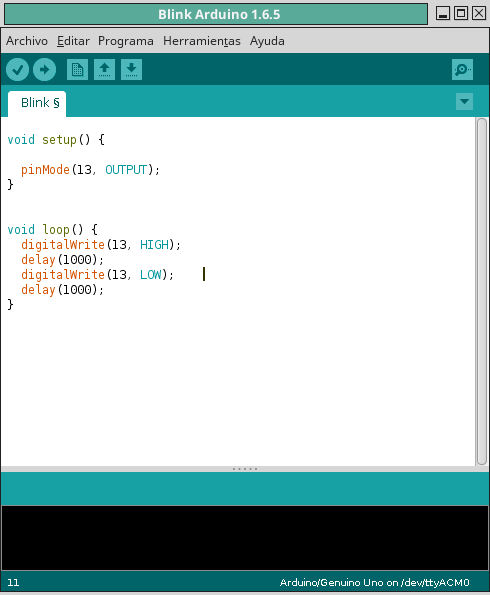 Blink Arduino 1.6.5
Archivo Editar Programa Herramientas Ayuda
Blink §
void setup() {
  pinMode(13, OUTPUT);
}
void loop() {
  digitalWrite(13, HIGH);
  delay(1000);
  digitalWrite(13, LOW);
  delay(1000);
}
11 Arduino/Genuino Uno on /dev/ttyACM0